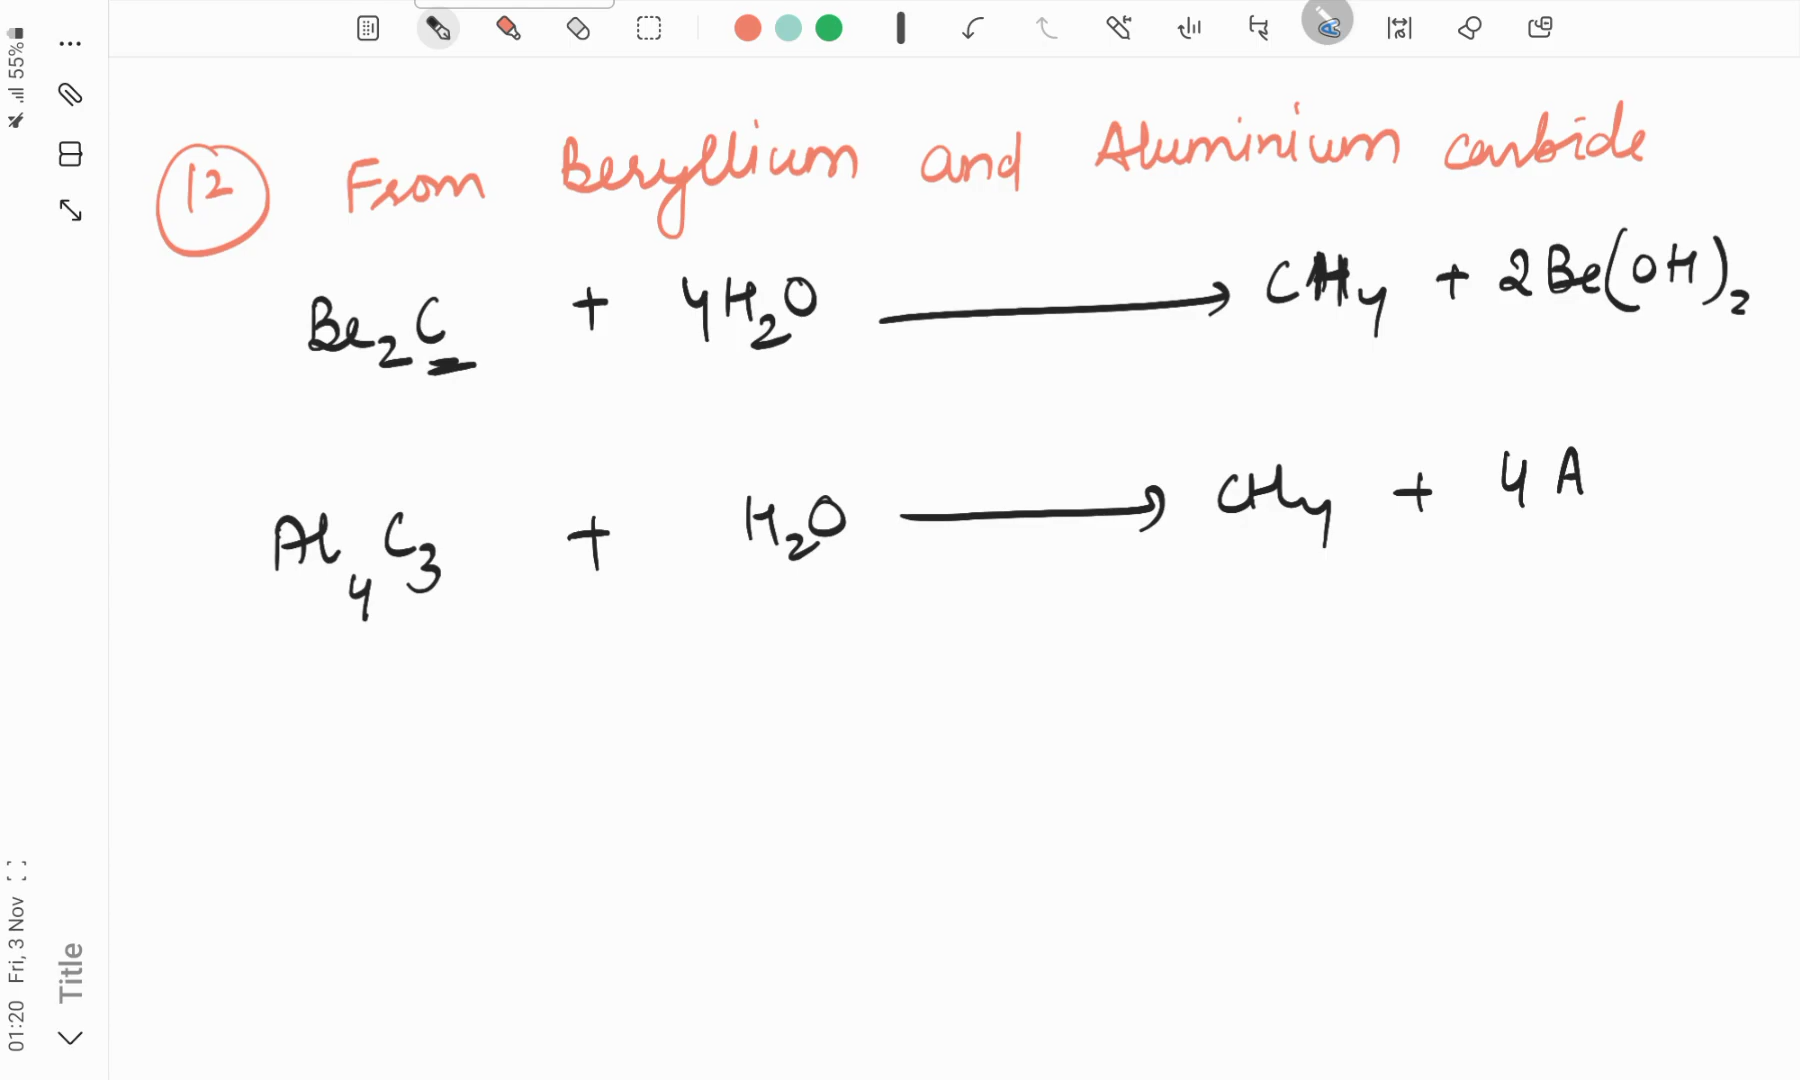 12 From Beryllium and Aluminium carbide
Be₂C + 4H₂O → CH₄ + 2Be(OH)₂
Al₄C₃ + H₂O → CH₄ + 4A
55%
01:20 Fri, 3 Nov
Title